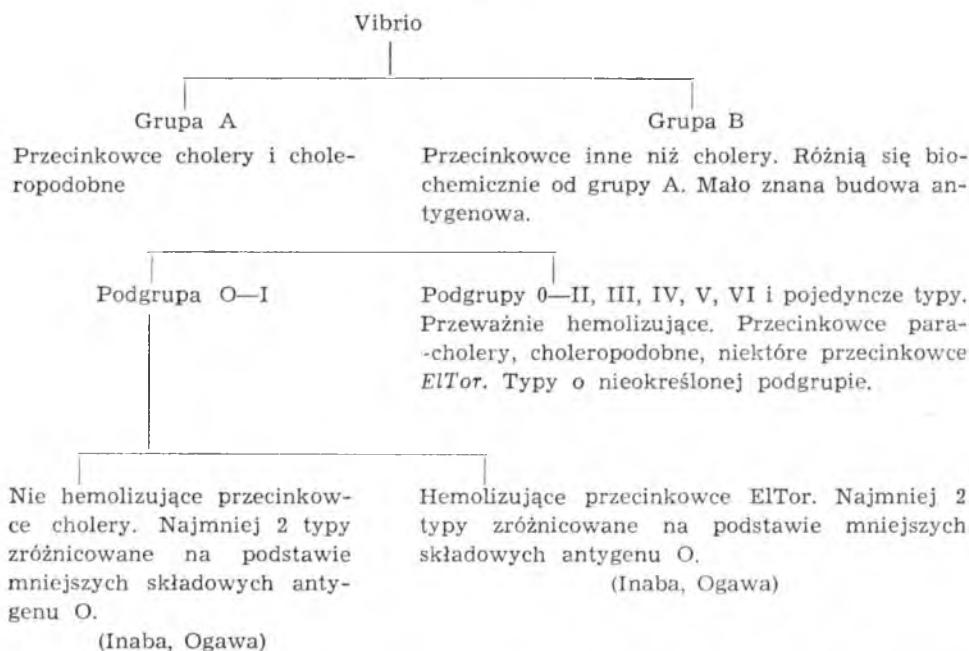 Vibrio
Grupa A
Przecinkowce cholery i chole-
ropodobne
Grupa B
Przecinkowce inne niż cholery. Różnią się bio-
chemicznie od grupy A. Mało znana budowa an-
tygenowa.
Podgrupa O—I
Podgrupy 0—II, III, IV, V, VI i pojedyncze typy.
Przeważnie hemolizujące. Przecinkowce para-
-cholery, choleropodobne, niektóre przecinkowce
ElTor. Typy o nieokreślonej podgrupie.
Nie hemolizujące przecinkow-
ce cholery. Najmniej 2 typy
zróżnicowane na podstawie
mniejszych składowych anty-
genu O.
(Inaba, Ogawa)
Hemolizujące przecinkowce ElTor. Najmniej 2
typy zróżnicowane na podstawie mniejszych
składowych antygenu O.
(Inaba, Ogawa)